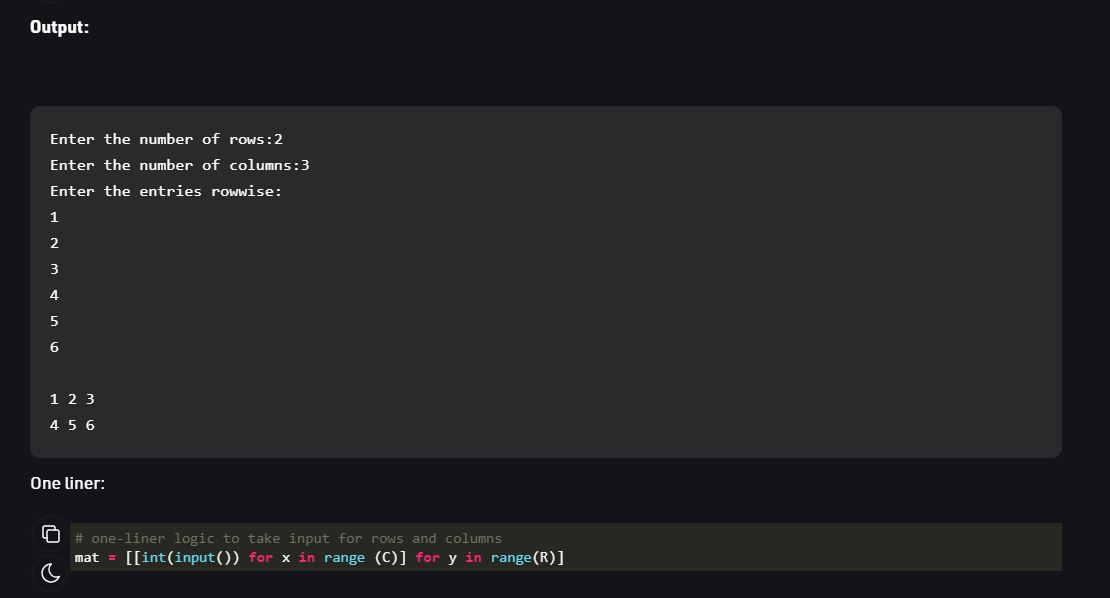 Output:
Enter the number of rows:2
Enter the number of columns:3
Enter the entries rowwise:
1
2
3
4
5
6
1 2 3
4 5 6
One liner:
# one-liner logic to take input for rows and columns
mat = [[int(input()) for x in range (C)] for y in range(R)]